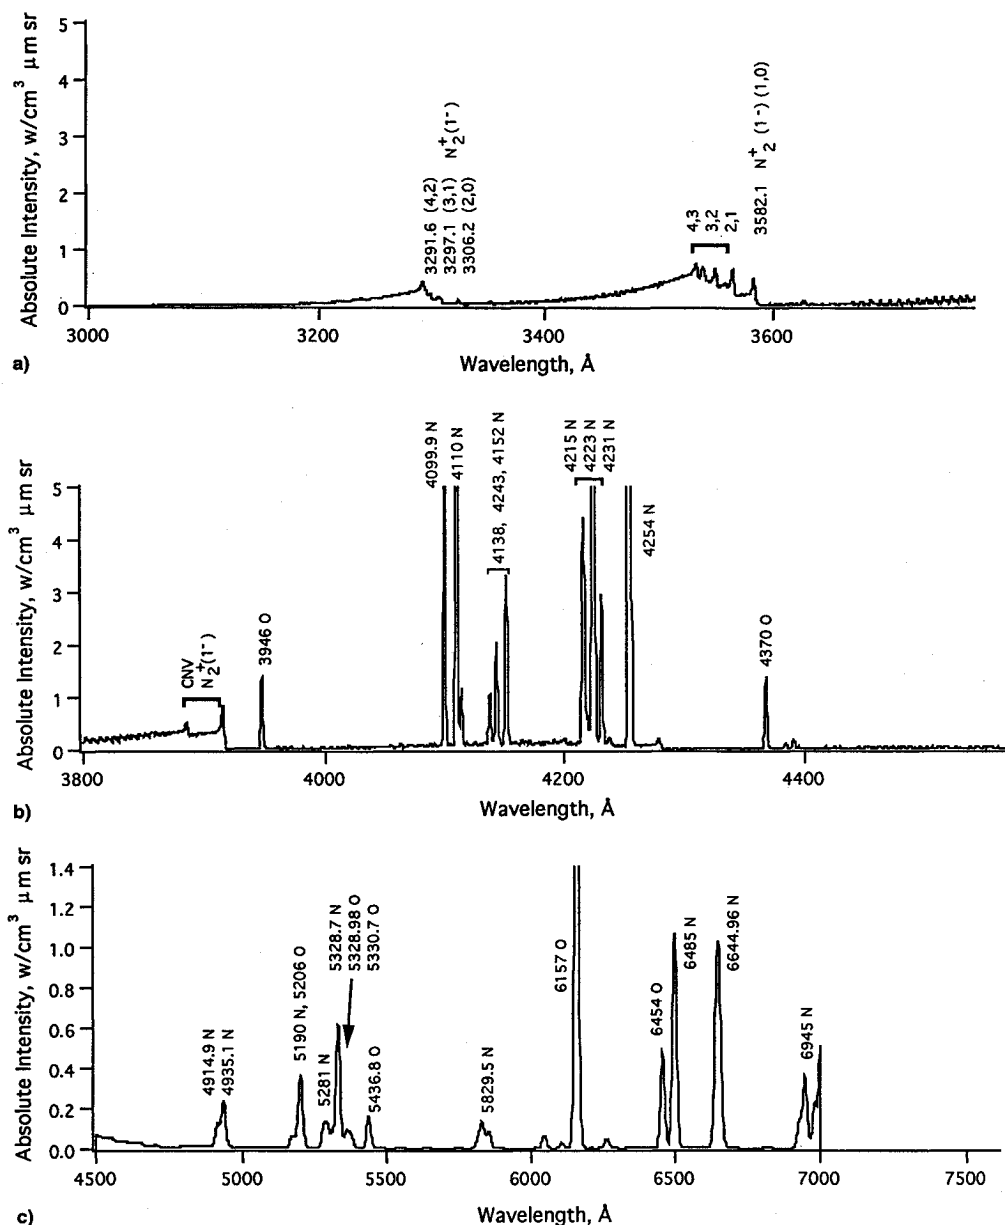 Absolute Intensity, w/cm³ μm sr
5
4
3
2
1
0
3291.6 (4,2)
3297.1 (3,1) N₂⁺(1-)
3306.2 (2,0)
4,3
3,2
2,1
3582.1 N₂⁺ (1-) (1,0)
3000
3200
3400
3600
Wavelength, Å
a)
Absolute Intensity, w/cm³ μm sr
5
4
3
2
1
0
CNV
N₂⁺(1-)
3946 O
4099.9 N
4110 N
4138, 4243, 4152 N
4215 N
4223 N
4231 N
4254 N
4370 O
3800
4000
4200
4400
Wavelength, Å
b)
Absolute Intensity, w/cm³ μm sr
1.4
1.2
1.0
0.8
0.6
0.4
0.2
0.0
4914.9 N
4935.1 N
5190 N, 5206 O
5281 N
5328.7 N
5328.98 O
5330.7 O
5436.8 O
5829.5 N
6157 O
6454 O
6485 N
6644.96 N
6945 N
4500
5000
5500
6000
6500
7000
7500
Wavelength, Å
c)